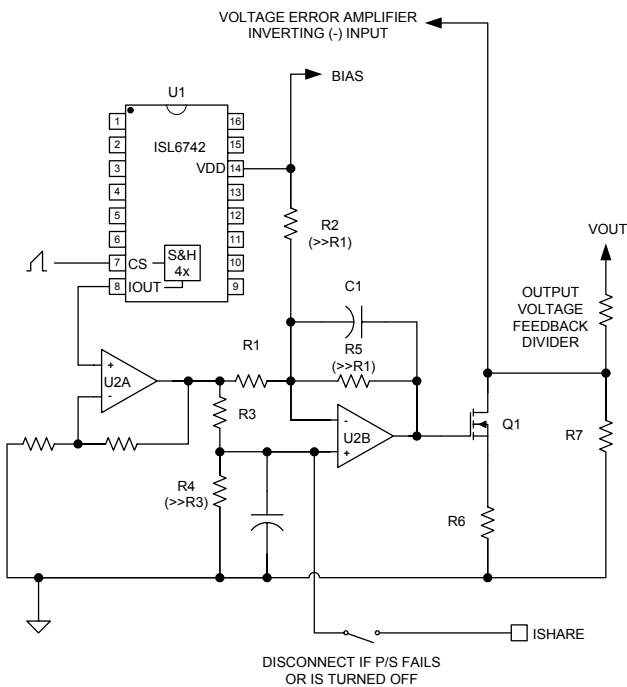 VOLTAGE ERROR AMPLIFIER
INVERTING (-) INPUT
BIAS
U1
1
16
2
ISL6742
15
3
VDD
14
4
13
5
12
6
11
7
CS
S&H
4x
10
8
IOUT
9
R2
(>>R1)
VOUT
C1
OUTPUT
VOLTAGE
FEEDBACK
DIVIDER
R1
R5
(>>R1)
+
U2A
-
R3
-
U2B
+
Q1
R7
R4
(>>R3)
R6
ISHARE
DISCONNECT IF P/S FAILS
OR IS TURNED OFF